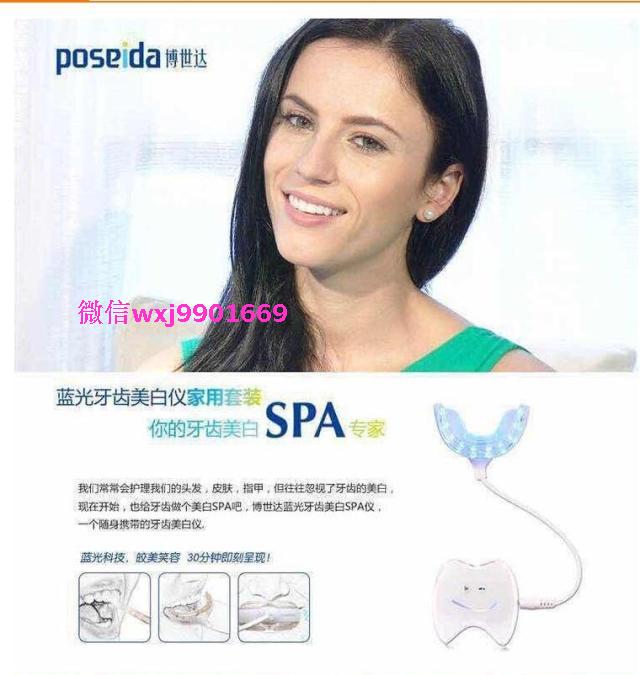 poseida博世达
微信wxj9901669
蓝光牙齿美白仪家用套装
你的牙齿美白 SPA 专家
我们常常会护理我们的头发，皮肤，指甲，但往往忽视了牙齿的美白，
现在开始，也给牙齿做个美白SPA吧，博世达蓝光牙齿美白SPA仪，
一个随身携带的牙齿美白仪.
蓝光科技，皎美笑容 30分钟即刻呈现！